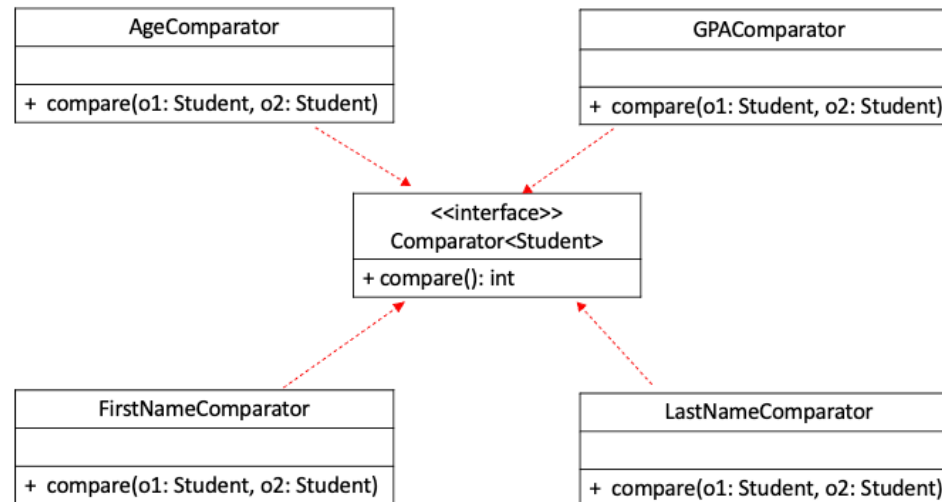 AgeComparator
+ compare(o1: Student, o2: Student)
GPAComparator
+ compare(o1: Student, o2: Student)
<<interface>>
Comparator<Student>
+ compare(): int
FirstNameComparator
+ compare(o1: Student, o2: Student)
LastNameComparator
+ compare(o1: Student, o2: Student)